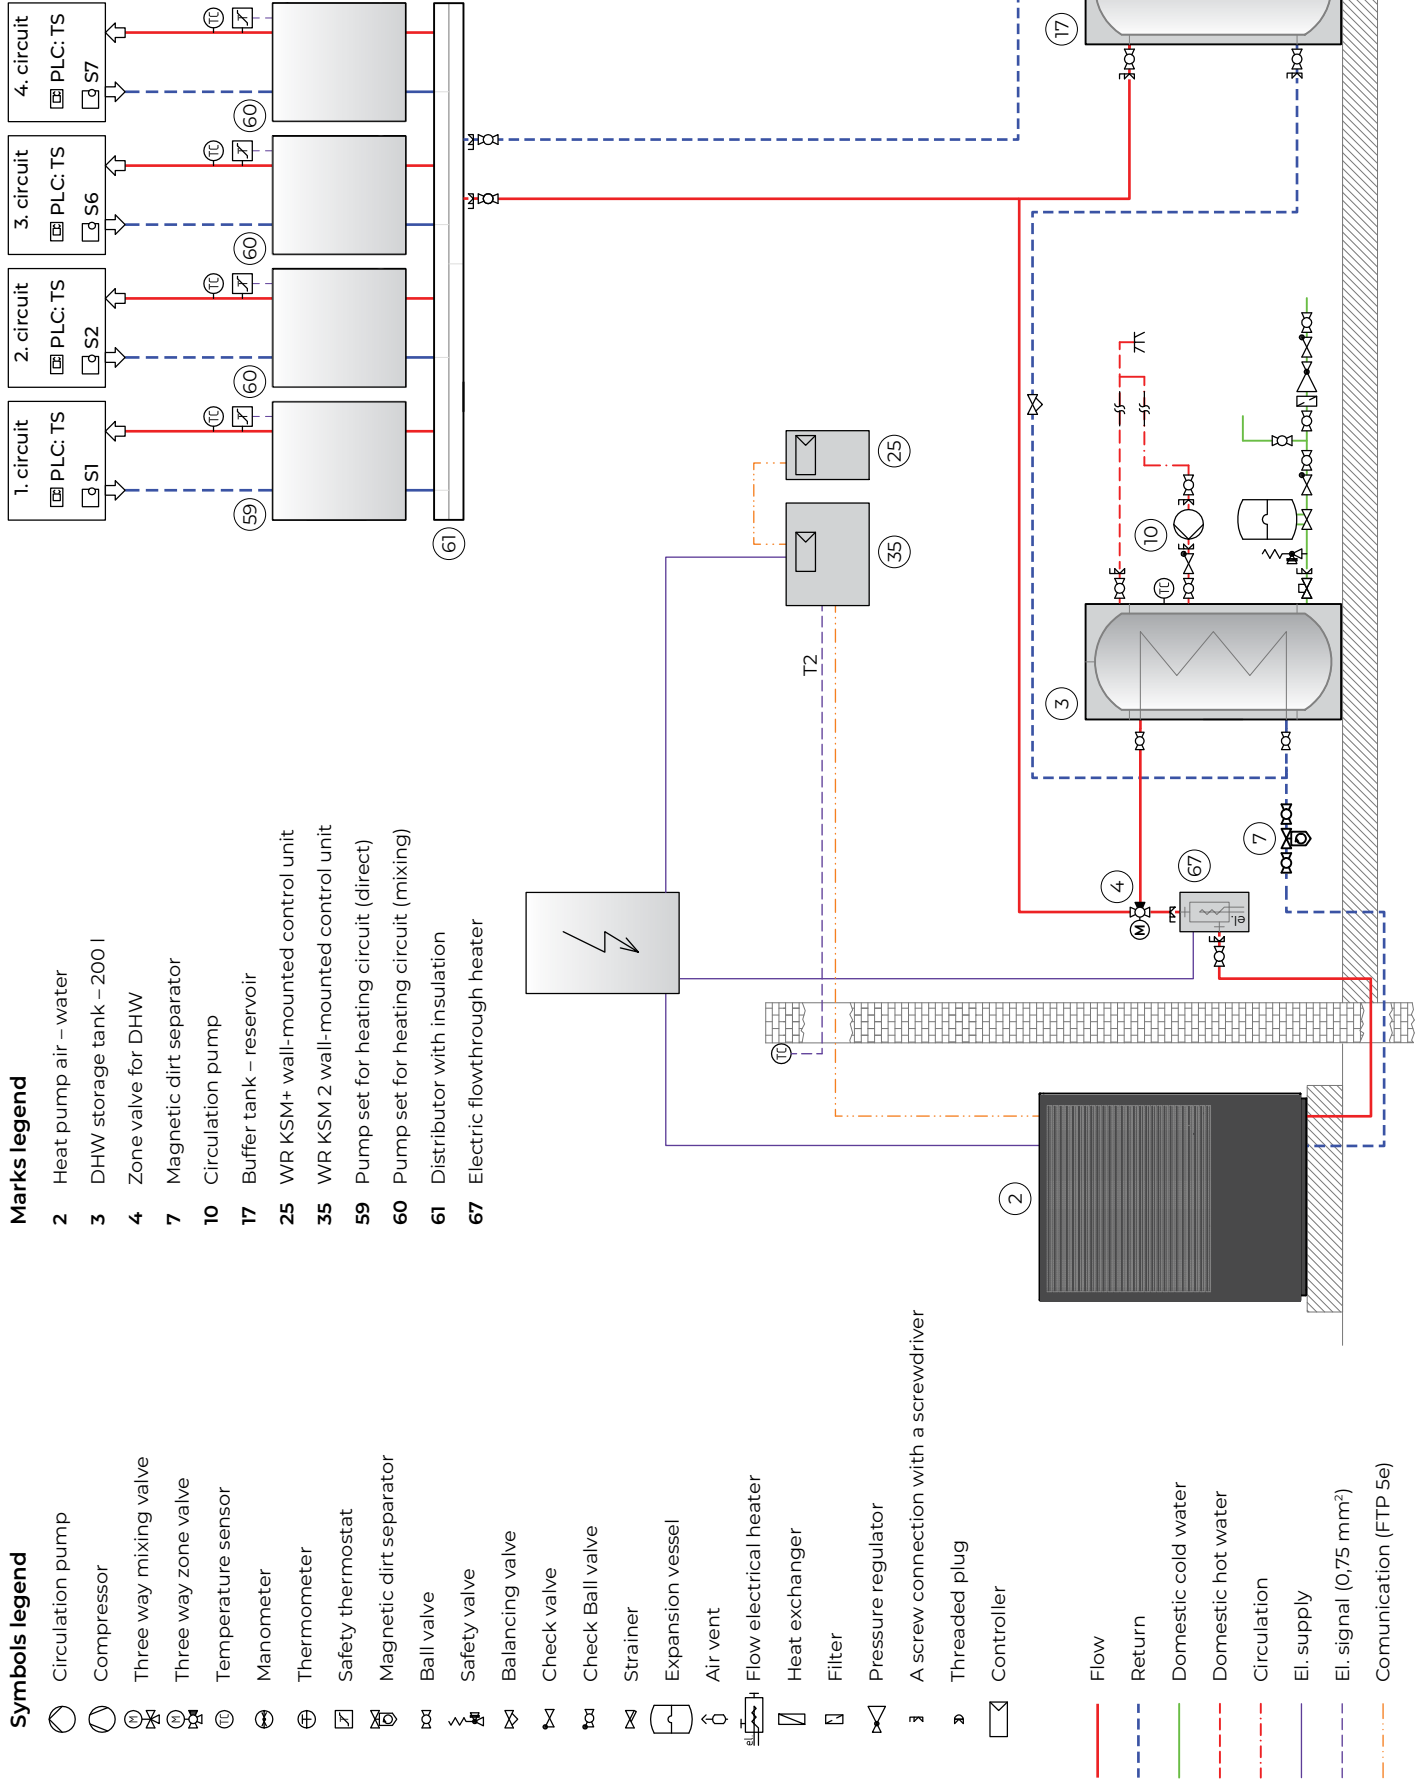 Symbols legend
Circulation pump
Compressor
M Three way mixing valve
M Three way zone valve
TC Temperature sensor
Manometer
Thermometer
Safety thermostat
Magnetic dirt separator
Ball valve
Safety valve
Balancing valve
Check valve
Check Ball valve
Strainer
Expansion vessel
Air vent
el. Flow electrical heater
Heat exchanger
Filter
Pressure regulator
A screw connection with a screwdriver
Threaded plug
Controller
Flow
Return
Domestic cold water
Domestic hot water
Circulation
El. supply
El. signal (0,75 mm²)
Comunication (FTP 5e)
Marks legend
2 Heat pump air – water
3 DHW storage tank – 200 l
4 Zone valve for DHW
7 Magnetic dirt separator
10 Circulation pump
17 Buffer tank – reservoir
25 WR KSM+ wall-mounted control unit
35 WR KSM 2 wall-mounted control unit
59 Pump set for heating circuit (direct)
60 Pump set for heating circuit (mixing)
61 Distributor with insulation
67 Electric flowthrough heater
1. circuit
PLC: TS
S1
2. circuit
PLC: TS
S2
3. circuit
PLC: TS
S6
4. circuit
PLC: TS
S7
TC
TC
TC
TC
59
60
60
60
61
25
35
T2
TC
2
M
4
67
el.
7
3
TC
10
17